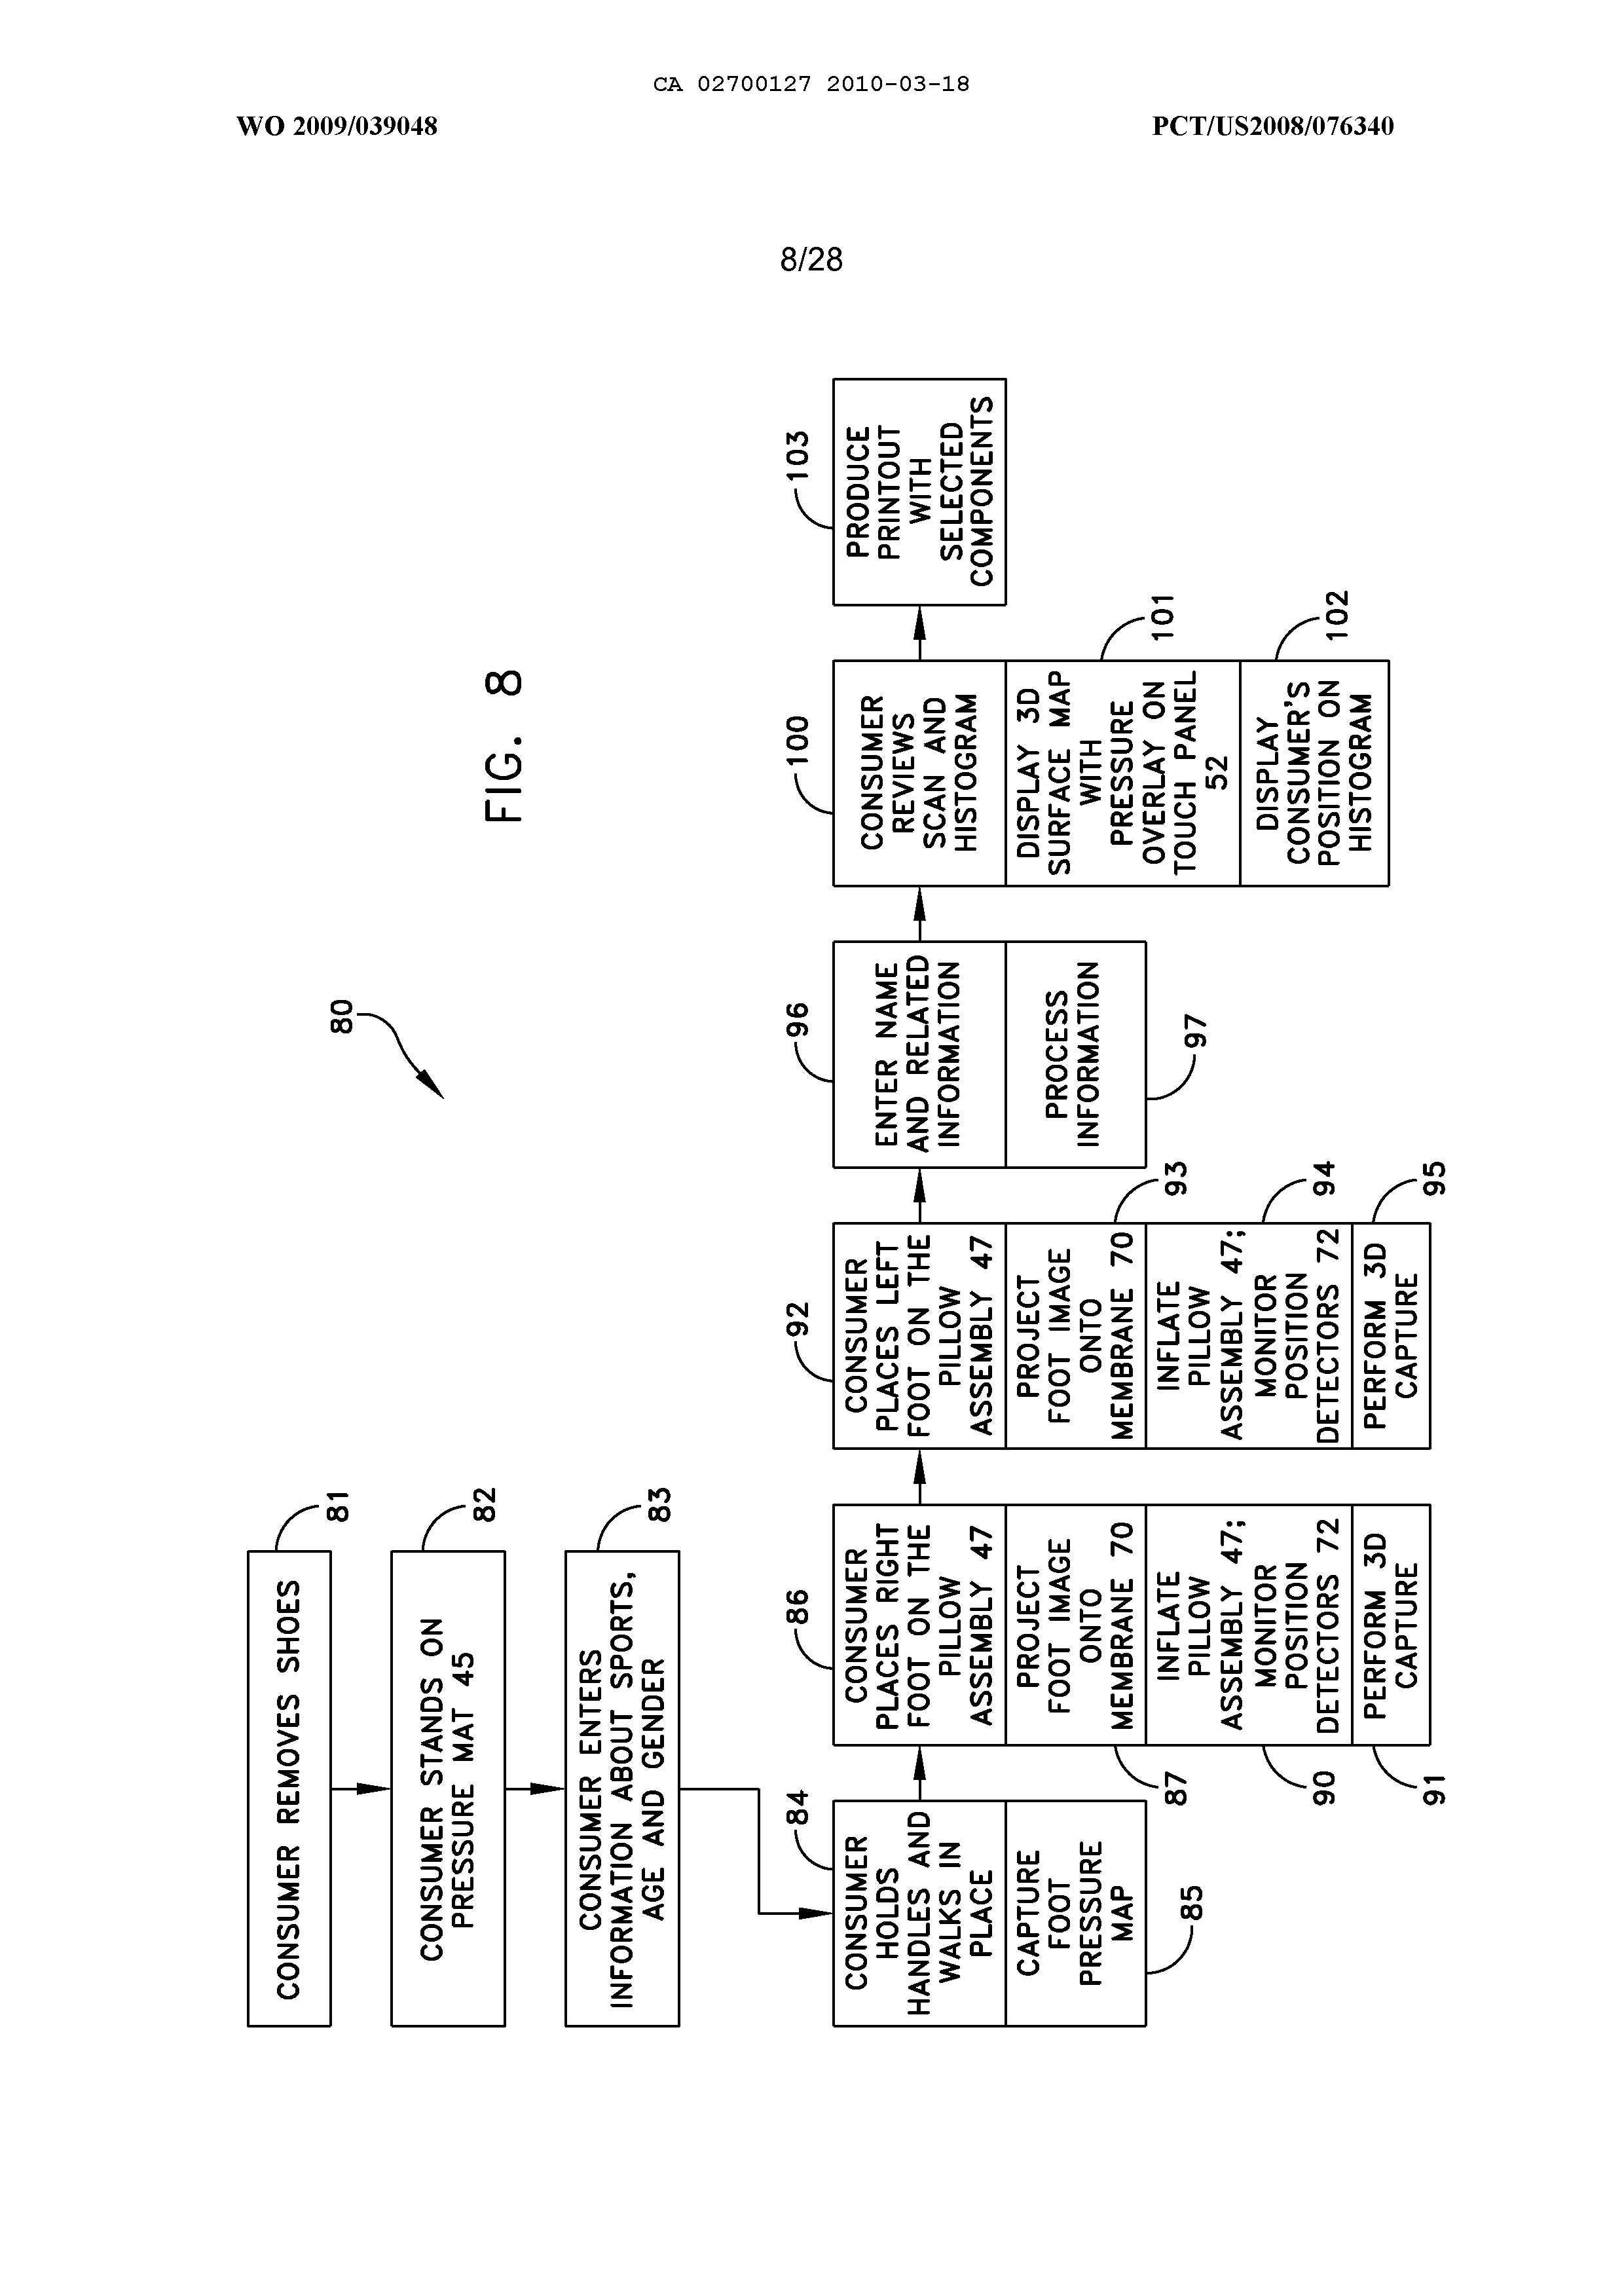 CA 02700127 2010-03-18
WO 2009/039048
PCT/US2008/076340
8/28
FIG. 8
80
CONSUMER REMOVES SHOES
81
CONSUMER STANDS ON
PRESSURE MAT 45
82
CONSUMER ENTERS
INFORMATION ABOUT SPORTS,
AGE AND GENDER
83
84
CONSUMER
HOLDS
HANDLES AND
WALKS IN
PLACE
CAPTURE
FOOT
PRESSURE
MAP
85
86
CONSUMER
PLACES RIGHT
FOOT ON THE
PILLOW
ASSEMBLY 47
PROJECT
FOOT IMAGE
ONTO
MEMBRANE 70
87
INFLATE
PILLOW
ASSEMBLY 47;
MONITOR
POSITION
DETECTORS 72
90
PERFORM 3D
CAPTURE
91
92
CONSUMER
PLACES LEFT
FOOT ON THE
PILLOW
ASSEMBLY 47
PROJECT
FOOT IMAGE
ONTO
MEMBRANE 70
93
INFLATE
PILLOW
ASSEMBLY 47;
MONITOR
POSITION
DETECTORS 72
94
PERFORM 3D
CAPTURE
95
96
ENTER NAME
AND RELATED
INFORMATION
PROCESS
INFORMATION
97
100
CONSUMER
REVIEWS
SCAN AND
HISTOGRAM
DISPLAY 3D
SURFACE MAP
WITH
PRESSURE
OVERLAY ON
TOUCH PANEL
52
101
DISPLAY
CONSUMER'S
POSITION ON
HISTOGRAM
102
103
PRODUCE
PRINTOUT
WITH
SELECTED
COMPONENTS